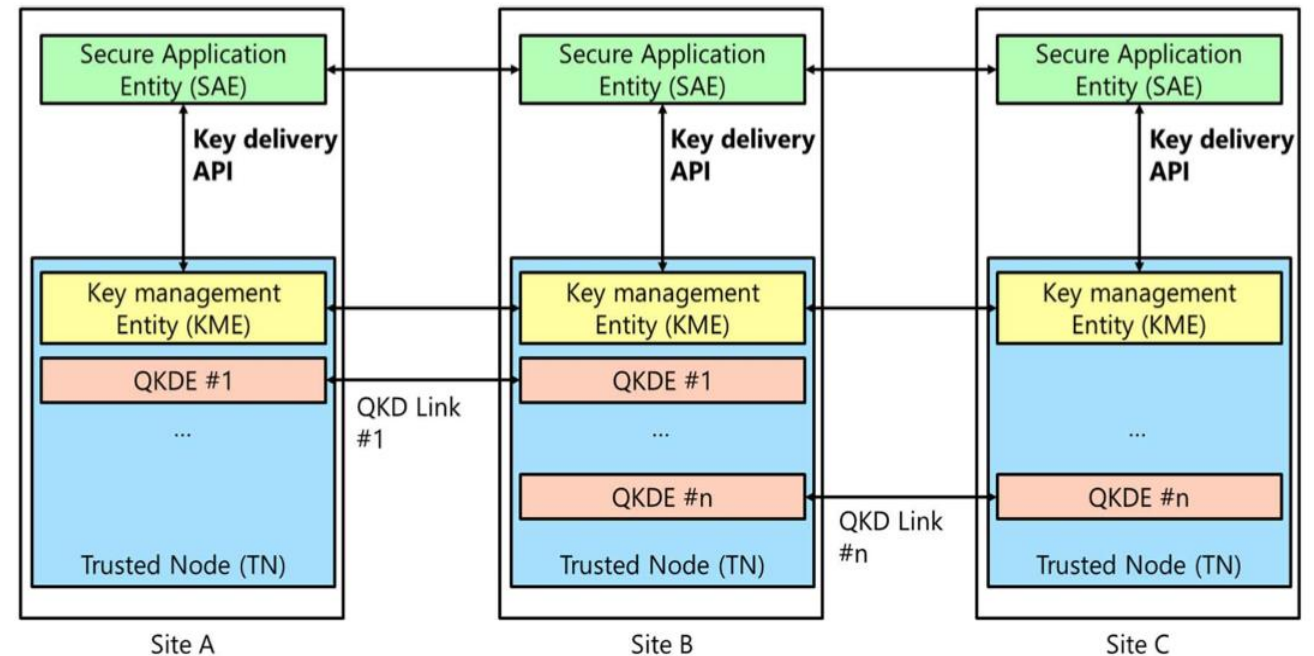 Secure Application
Entity (SAE)
Secure Application
Entity (SAE)
Secure Application
Entity (SAE)
Key delivery
API
Key delivery
API
Key delivery
API
Key management
Entity (KME)
Key management
Entity (KME)
Key management
Entity (KME)
QKDE #1
QKDE #1
QKD Link
#1
...
...
...
QKDE #n
QKDE #n
QKD Link
#n
Trusted Node (TN)
Trusted Node (TN)
Trusted Node (TN)
Site A
Site B
Site C